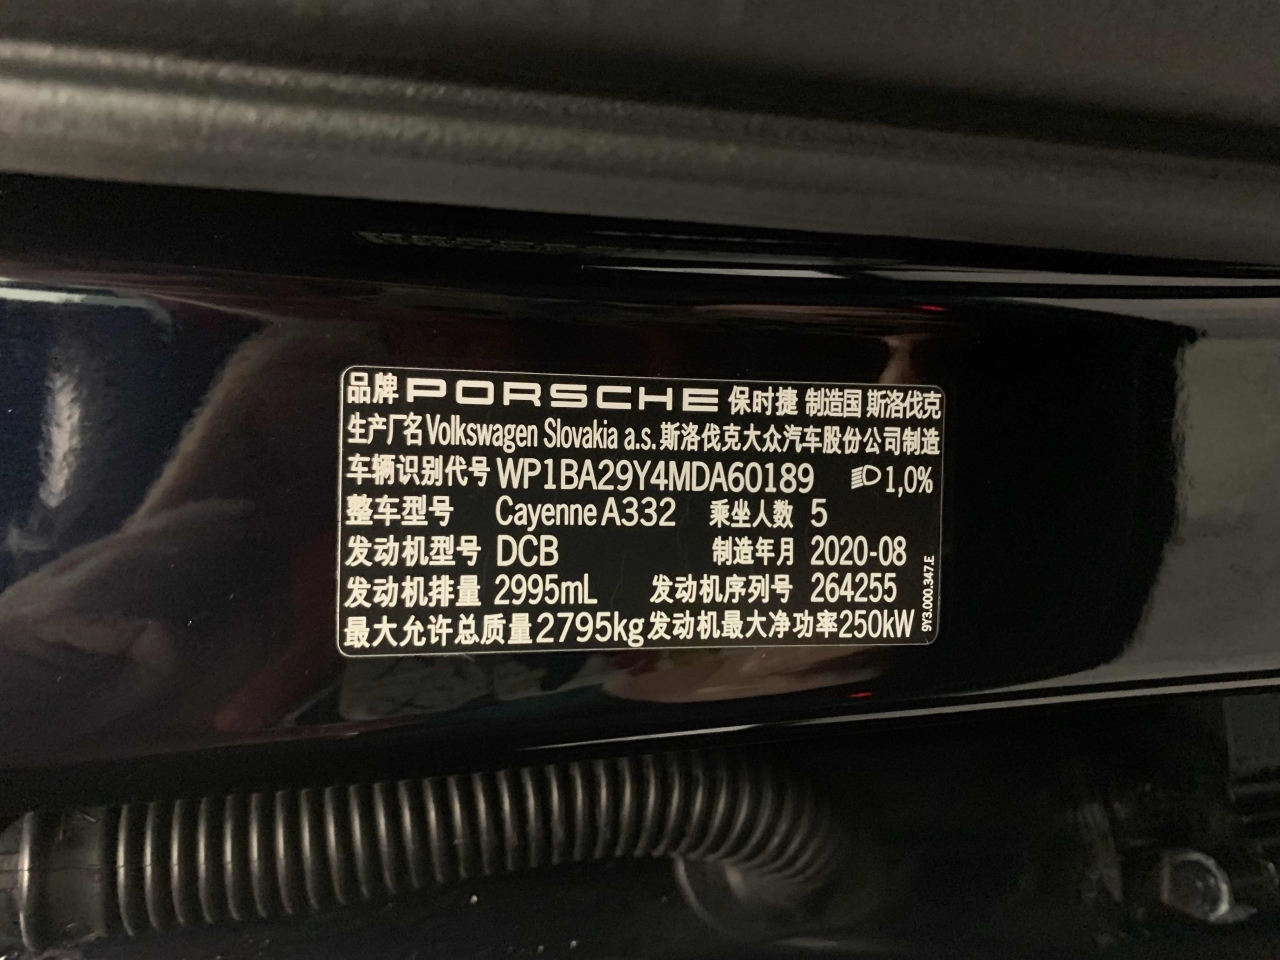 品牌 PORSCHE 保时捷 制造国 斯洛伐克
生产厂名 Volkswagen Slovakia a.s. 斯洛伐克大众汽车股份公司制造
车辆识别代号 WP1BA29Y4MDA60189 1,0%
整车型号 Cayenne A332 乘坐人数 5
发动机型号 DCB 制造年月 2020-08
发动机排量 2995mL 发动机序列号 264255
最大允许总质量 2795kg 发动机最大净功率 250kW
9Y3.000.347.E